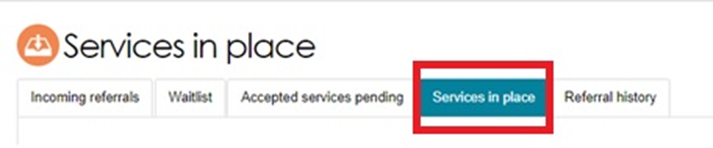 Services in place
Incoming referrals Waitlist Accepted services pending Services in place Referral history